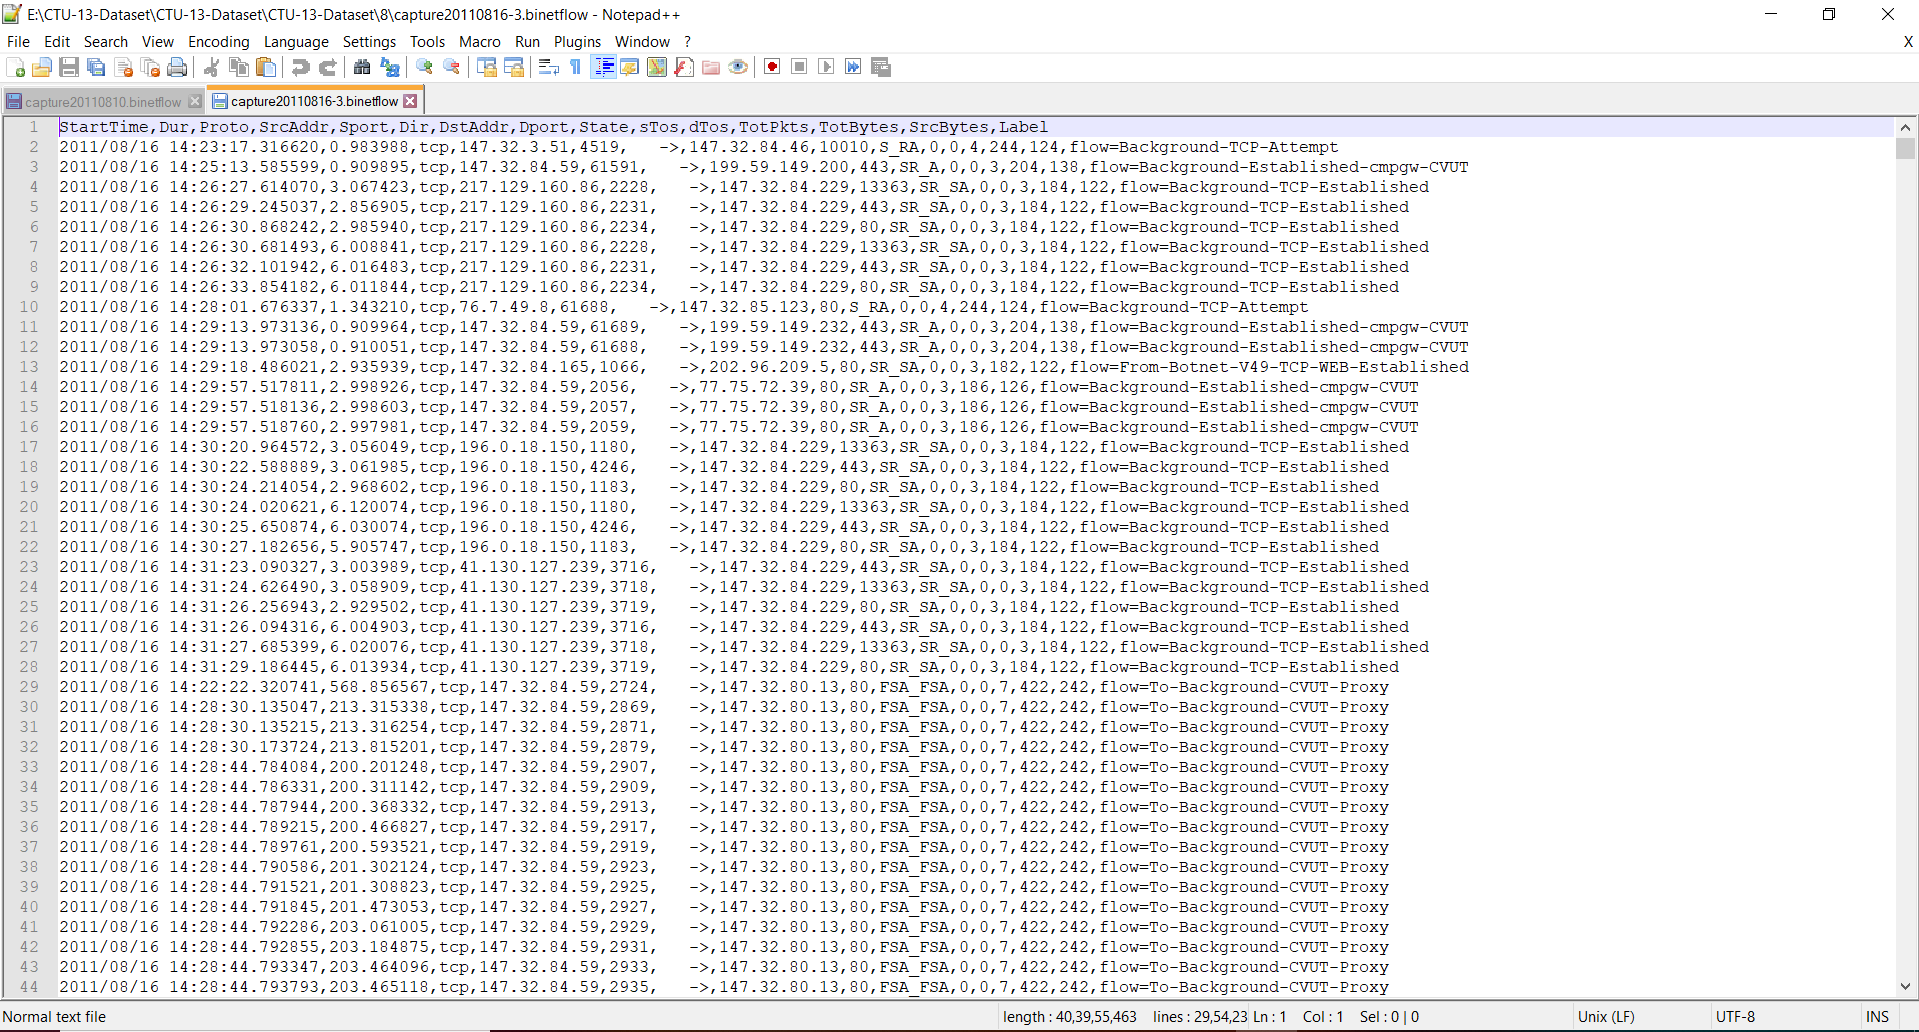 E:\CTU-13-Dataset\CTU-13-Dataset\CTU-13-Dataset\8\capture20110816-3.binetflow - Notepad++
File Edit Search View Encoding Language Settings Tools Macro Run Plugins Window ? X
capture20110810.binetflow capture20110816-3.binetflow
1 StartTime,Dur,Proto,SrcAddr,Sport,Dir,DstAddr,Dport,State,sTos,dTos,TotPkts,TotBytes,SrcBytes,Label
2 2011/08/16 14:23:17.316620,0.983988,tcp,147.32.3.51,4519,   ->,147.32.84.46,10010,S_RA,0,0,4,244,124,flow=Background-TCP-Attempt
3 2011/08/16 14:25:13.585599,0.909895,tcp,147.32.84.59,61591,   ->,199.59.149.200,443,SR_A,0,0,3,204,138,flow=Background-Established-cmpgw-CVUT
4 2011/08/16 14:26:27.614070,3.067423,tcp,217.129.160.86,2228,   ->,147.32.84.229,13363,SR_SA,0,0,3,184,122,flow=Background-TCP-Established
5 2011/08/16 14:26:29.245037,2.856905,tcp,217.129.160.86,2231,   ->,147.32.84.229,443,SR_SA,0,0,3,184,122,flow=Background-TCP-Established
6 2011/08/16 14:26:30.868242,2.985940,tcp,217.129.160.86,2234,   ->,147.32.84.229,80,SR_SA,0,0,3,184,122,flow=Background-TCP-Established
7 2011/08/16 14:26:30.681493,6.008841,tcp,217.129.160.86,2228,   ->,147.32.84.229,13363,SR_SA,0,0,3,184,122,flow=Background-TCP-Established
8 2011/08/16 14:26:32.101942,6.016483,tcp,217.129.160.86,2231,   ->,147.32.84.229,443,SR_SA,0,0,3,184,122,flow=Background-TCP-Established
9 2011/08/16 14:26:33.854182,6.011844,tcp,217.129.160.86,2234,   ->,147.32.84.229,80,SR_SA,0,0,3,184,122,flow=Background-TCP-Established
10 2011/08/16 14:28:01.676337,1.343210,tcp,76.7.49.8,61688,   ->,147.32.85.123,80,S_RA,0,0,4,244,124,flow=Background-TCP-Attempt
11 2011/08/16 14:29:13.973136,0.909964,tcp,147.32.84.59,61689,   ->,199.59.149.232,443,SR_A,0,0,3,204,138,flow=Background-Established-cmpgw-CVUT
12 2011/08/16 14:29:13.973058,0.910051,tcp,147.32.84.59,61688,   ->,199.59.149.232,443,SR_A,0,0,3,204,138,flow=Background-Established-cmpgw-CVUT
13 2011/08/16 14:29:18.486021,2.935939,tcp,147.32.84.165,1066,   ->,202.96.209.5,80,SR_SA,0,0,3,182,122,flow=From-Botnet-V49-TCP-WEB-Established
14 2011/08/16 14:29:57.517811,2.998926,tcp,147.32.84.59,2056,   ->,77.75.72.39,80,SR_A,0,0,3,186,126,flow=Background-Established-cmpgw-CVUT
15 2011/08/16 14:29:57.518136,2.998603,tcp,147.32.84.59,2057,   ->,77.75.72.39,80,SR_A,0,0,3,186,126,flow=Background-Established-cmpgw-CVUT
16 2011/08/16 14:29:57.518760,2.997981,tcp,147.32.84.59,2059,   ->,77.75.72.39,80,SR_A,0,0,3,186,126,flow=Background-Established-cmpgw-CVUT
17 2011/08/16 14:30:20.964572,3.056049,tcp,196.0.18.150,1180,   ->,147.32.84.229,13363,SR_SA,0,0,3,184,122,flow=Background-TCP-Established
18 2011/08/16 14:30:22.588889,3.061985,tcp,196.0.18.150,4246,   ->,147.32.84.229,443,SR_SA,0,0,3,184,122,flow=Background-TCP-Established
19 2011/08/16 14:30:24.214054,2.968602,tcp,196.0.18.150,1183,   ->,147.32.84.229,80,SR_SA,0,0,3,184,122,flow=Background-TCP-Established
20 2011/08/16 14:30:24.020621,6.120074,tcp,196.0.18.150,1180,   ->,147.32.84.229,13363,SR_SA,0,0,3,184,122,flow=Background-TCP-Established
21 2011/08/16 14:30:25.650874,6.030074,tcp,196.0.18.150,4246,   ->,147.32.84.229,443,SR_SA,0,0,3,184,122,flow=Background-TCP-Established
22 2011/08/16 14:30:27.182656,5.905747,tcp,196.0.18.150,1183,   ->,147.32.84.229,80,SR_SA,0,0,3,184,122,flow=Background-TCP-Established
23 2011/08/16 14:31:23.090327,3.003989,tcp,41.130.127.239,3716,   ->,147.32.84.229,443,SR_SA,0,0,3,184,122,flow=Background-TCP-Established
24 2011/08/16 14:31:24.626490,3.058909,tcp,41.130.127.239,3718,   ->,147.32.84.229,13363,SR_SA,0,0,3,184,122,flow=Background-TCP-Established
25 2011/08/16 14:31:26.256943,2.929502,tcp,41.130.127.239,3719,   ->,147.32.84.229,80,SR_SA,0,0,3,184,122,flow=Background-TCP-Established
26 2011/08/16 14:31:26.094316,6.004903,tcp,41.130.127.239,3716,   ->,147.32.84.229,443,SR_SA,0,0,3,184,122,flow=Background-TCP-Established
27 2011/08/16 14:31:27.685399,6.020076,tcp,41.130.127.239,3718,   ->,147.32.84.229,13363,SR_SA,0,0,3,184,122,flow=Background-TCP-Established
28 2011/08/16 14:31:29.186445,6.013934,tcp,41.130.127.239,3719,   ->,147.32.84.229,80,SR_SA,0,0,3,184,122,flow=Background-TCP-Established
29 2011/08/16 14:22:22.320741,568.856567,tcp,147.32.84.59,2724,   ->,147.32.80.13,80,FSA_FSA,0,0,7,422,242,flow=To-Background-CVUT-Proxy
30 2011/08/16 14:28:30.135047,213.315338,tcp,147.32.84.59,2869,   ->,147.32.80.13,80,FSA_FSA,0,0,7,422,242,flow=To-Background-CVUT-Proxy
31 2011/08/16 14:28:30.135215,213.316254,tcp,147.32.84.59,2871,   ->,147.32.80.13,80,FSA_FSA,0,0,7,422,242,flow=To-Background-CVUT-Proxy
32 2011/08/16 14:28:30.173724,213.815201,tcp,147.32.84.59,2879,   ->,147.32.80.13,80,FSA_FSA,0,0,7,422,242,flow=To-Background-CVUT-Proxy
33 2011/08/16 14:28:44.784084,200.201248,tcp,147.32.84.59,2907,   ->,147.32.80.13,80,FSA_FSA,0,0,7,422,242,flow=To-Background-CVUT-Proxy
34 2011/08/16 14:28:44.786331,200.311142,tcp,147.32.84.59,2909,   ->,147.32.80.13,80,FSA_FSA,0,0,7,422,242,flow=To-Background-CVUT-Proxy
35 2011/08/16 14:28:44.787944,200.368332,tcp,147.32.84.59,2913,   ->,147.32.80.13,80,FSA_FSA,0,0,7,422,242,flow=To-Background-CVUT-Proxy
36 2011/08/16 14:28:44.789215,200.466827,tcp,147.32.84.59,2917,   ->,147.32.80.13,80,FSA_FSA,0,0,7,422,242,flow=To-Background-CVUT-Proxy
37 2011/08/16 14:28:44.789761,200.593521,tcp,147.32.84.59,2919,   ->,147.32.80.13,80,FSA_FSA,0,0,7,422,242,flow=To-Background-CVUT-Proxy
38 2011/08/16 14:28:44.790586,201.302124,tcp,147.32.84.59,2923,   ->,147.32.80.13,80,FSA_FSA,0,0,7,422,242,flow=To-Background-CVUT-Proxy
39 2011/08/16 14:28:44.791521,201.308823,tcp,147.32.84.59,2925,   ->,147.32.80.13,80,FSA_FSA,0,0,7,422,242,flow=To-Background-CVUT-Proxy
40 2011/08/16 14:28:44.791845,201.473053,tcp,147.32.84.59,2927,   ->,147.32.80.13,80,FSA_FSA,0,0,7,422,242,flow=To-Background-CVUT-Proxy
41 2011/08/16 14:28:44.792286,203.061005,tcp,147.32.84.59,2929,   ->,147.32.80.13,80,FSA_FSA,0,0,7,422,242,flow=To-Background-CVUT-Proxy
42 2011/08/16 14:28:44.792855,203.184875,tcp,147.32.84.59,2931,   ->,147.32.80.13,80,FSA_FSA,0,0,7,422,242,flow=To-Background-CVUT-Proxy
43 2011/08/16 14:28:44.793347,203.464096,tcp,147.32.84.59,2933,   ->,147.32.80.13,80,FSA_FSA,0,0,7,422,242,flow=To-Background-CVUT-Proxy
44 2011/08/16 14:28:44.793793,203.465118,tcp,147.32.84.59,2935,   ->,147.32.80.13,80,FSA_FSA,0,0,7,422,242,flow=To-Background-CVUT-Proxy
Normal text file length : 40,39,55,463 lines : 29,54,23 Ln : 1 Col : 1 Sel : 0 | 0 Unix (LF) UTF-8 INS